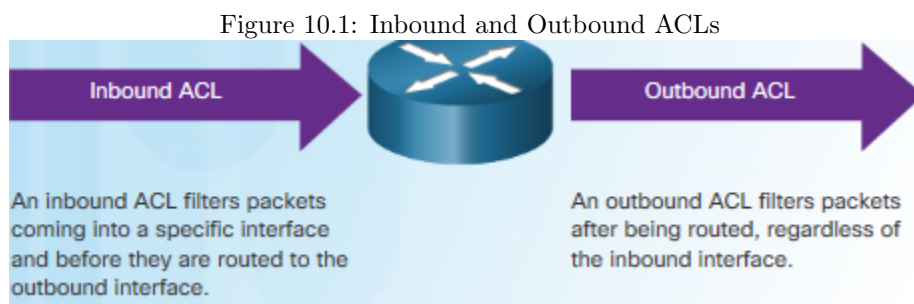 Figure 10.1: Inbound and Outbound ACLs
Inbound ACL
Outbound ACL
An inbound ACL filters packets
coming into a specific interface
and before they are routed to the
outbound interface.
An outbound ACL filters packets
after being routed, regardless of
the inbound interface.